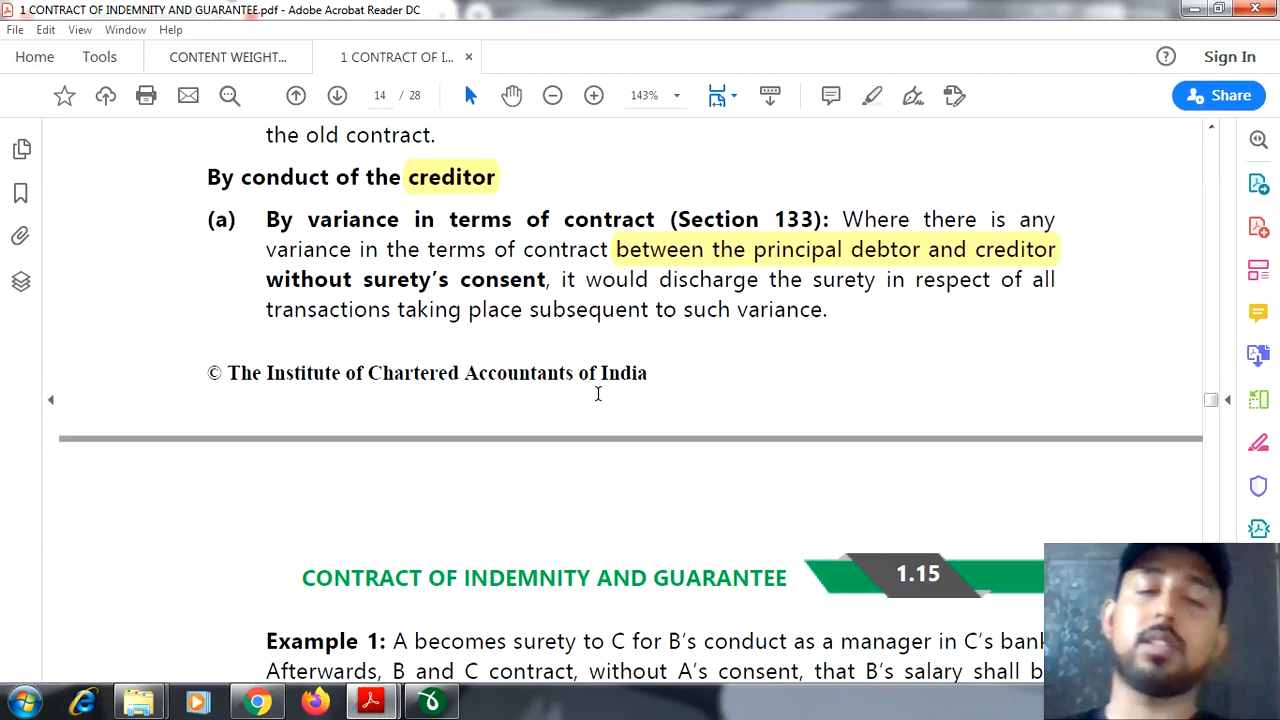 1 CONTRACT OF INDEMNITY AND GUARANTEE.pdf - Adobe Acrobat Reader DC
File Edit View Window Help
Home Tools CONTENT WEIGHT... 1 CONTRACT OF I... × ? Sign In
14 / 28 143% Share
the old contract.
By conduct of the creditor
(a) By variance in terms of contract (Section 133): Where there is any
variance in the terms of contract between the principal debtor and creditor
without surety's consent, it would discharge the surety in respect of all
transactions taking place subsequent to such variance.
© The Institute of Chartered Accountants of India
CONTRACT OF INDEMNITY AND GUARANTEE 1.15
Example 1: A becomes surety to C for B's conduct as a manager in C's bank
Afterwards, B and C contract, without A's consent, that B's salary shall b